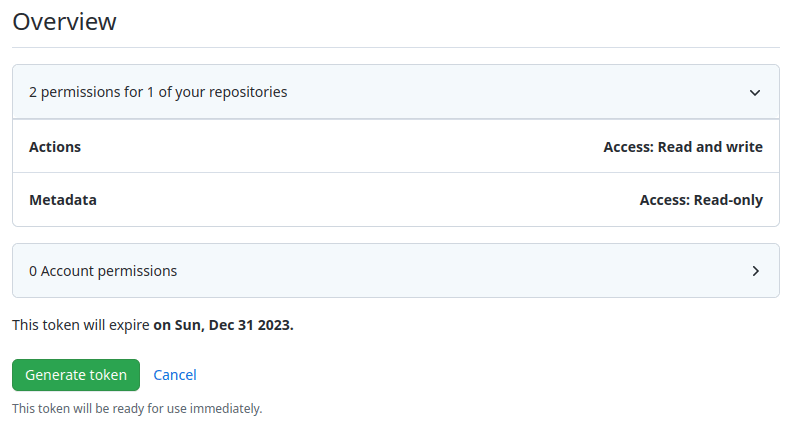 Overview
2 permissions for 1 of your repositories
Actions Access: Read and write
Metadata Access: Read-only
0 Account permissions
This token will expire on Sun, Dec 31 2023.
Generate token Cancel
This token will be ready for use immediately.